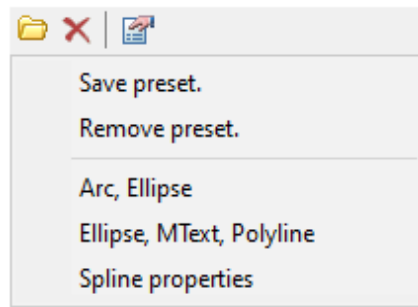 Save preset.
Remove preset.
Arc, Ellipse
Ellipse, MText, Polyline
Spline properties